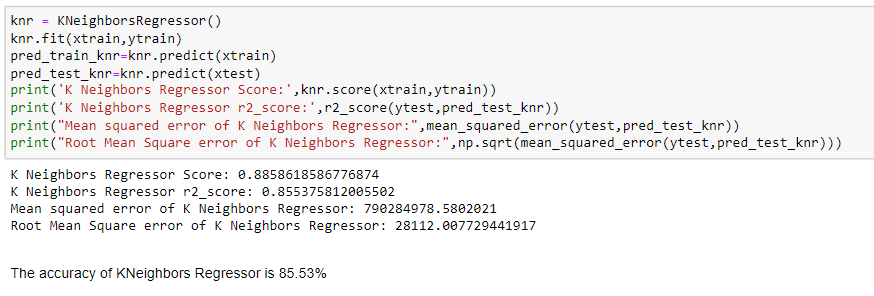 knr = KNeighborsRegressor()
knr.fit(xtrain,ytrain)
pred_train_knr=knr.predict(xtrain)
pred_test_knr=knr.predict(xtest)
print('K Neighbors Regressor Score:',knr.score(xtrain,ytrain))
print('K Neighbors Regressor r2_score:',r2_score(ytest,pred_test_knr))
print("Mean squared error of K Neighbors Regressor:",mean_squared_error(ytest,pred_test_knr))
print("Root Mean Square error of K Neighbors Regressor:",np.sqrt(mean_squared_error(ytest,pred_test_knr)))
K Neighbors Regressor Score: 0.8858618586776874
K Neighbors Regressor r2_score: 0.855375812005502
Mean squared error of K Neighbors Regressor: 790284978.5802021
Root Mean Square error of K Neighbors Regressor: 28112.007729441917
The accuracy of KNeighbors Regressor is 85.53%